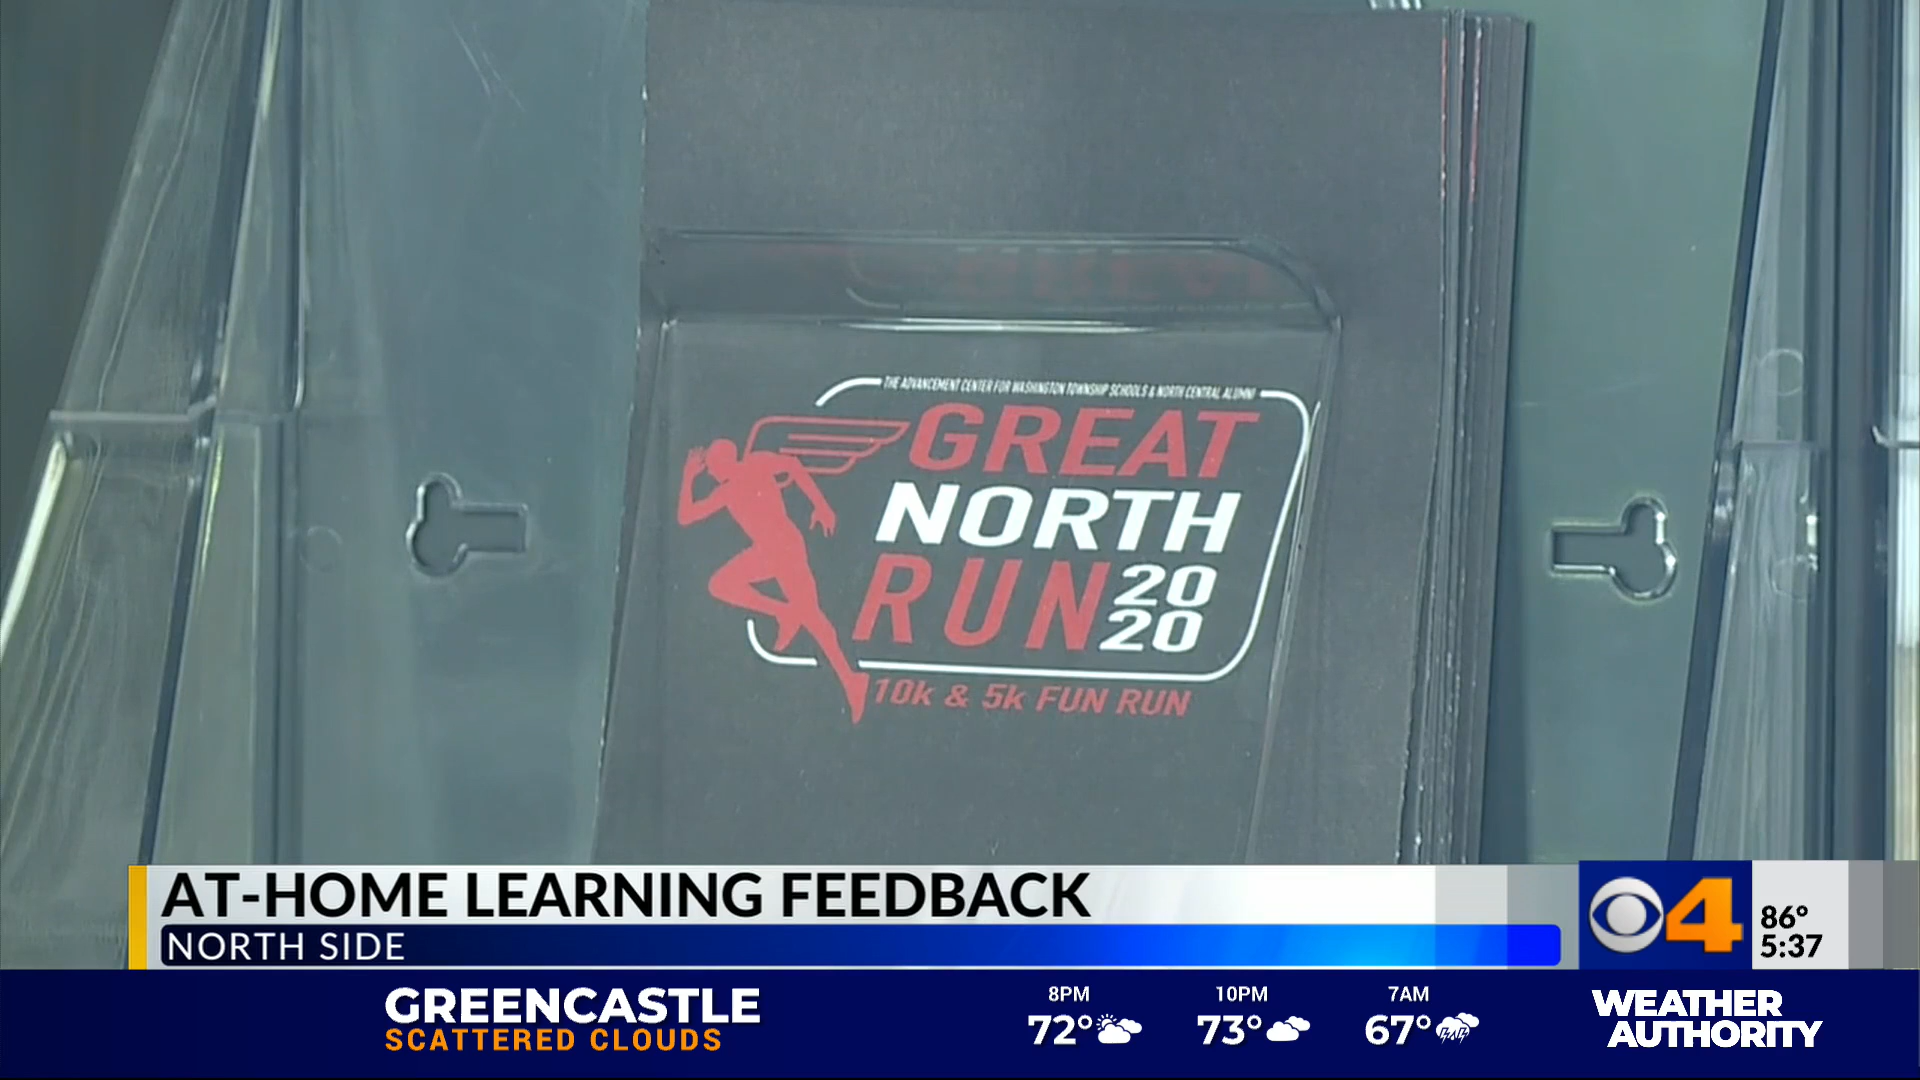 THE ADVANCEMENT CENTER FOR WASHINGTON TOWNSHIP SCHOOLS & NORTH CENTRAL ALUMNI
GREAT
NORTH
RUN 20
20
10k & 5k FUN RUN
AT-HOME LEARNING FEEDBACK
NORTH SIDE
4
86°
5:37
GREENCASTLE
SCATTERED CLOUDS
8PM
72°
10PM
73°
7AM
67°
WEATHER
AUTHORITY